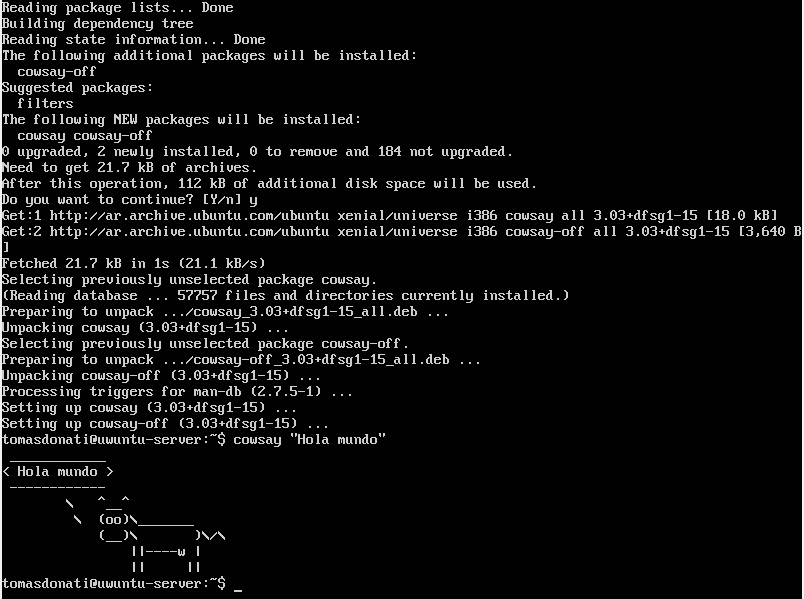 Reading package lists... Done
Building dependency tree
Reading state information... Done
The following additional packages will be installed:
  cowsay-off
Suggested packages:
  filters
The following NEW packages will be installed:
  cowsay cowsay-off
0 upgraded, 2 newly installed, 0 to remove and 184 not upgraded.
Need to get 21.7 kB of archives.
After this operation, 112 kB of additional disk space will be used.
Do you want to continue? [Y/n] y
Get:1 http://ar.archive.ubuntu.com/ubuntu xenial/universe i386 cowsay all 3.03+dfsg1-15 [18.0 kB]
Get:2 http://ar.archive.ubuntu.com/ubuntu xenial/universe i386 cowsay-off all 3.03+dfsg1-15 [3,640 B
]
Fetched 21.7 kB in 1s (21.1 kB/s)
Selecting previously unselected package cowsay.
(Reading database ... 57757 files and directories currently installed.)
Preparing to unpack .../cowsay_3.03+dfsg1-15_all.deb ...
Unpacking cowsay (3.03+dfsg1-15) ...
Selecting previously unselected package cowsay-off.
Preparing to unpack .../cowsay-off_3.03+dfsg1-15_all.deb ...
Unpacking cowsay-off (3.03+dfsg1-15) ...
Processing triggers for man-db (2.7.5-1) ...
Setting up cowsay (3.03+dfsg1-15) ...
Setting up cowsay-off (3.03+dfsg1-15) ...
tomasdonati@uwuntu-server:~$ cowsay "Hola mundo"
 ____________
< Hola mundo >
 ------------
        \   ^__^
         \  (oo)\_______
            (__)\       )\/\
                ||----w |
                ||     ||
tomasdonati@uwuntu-server:~$ _